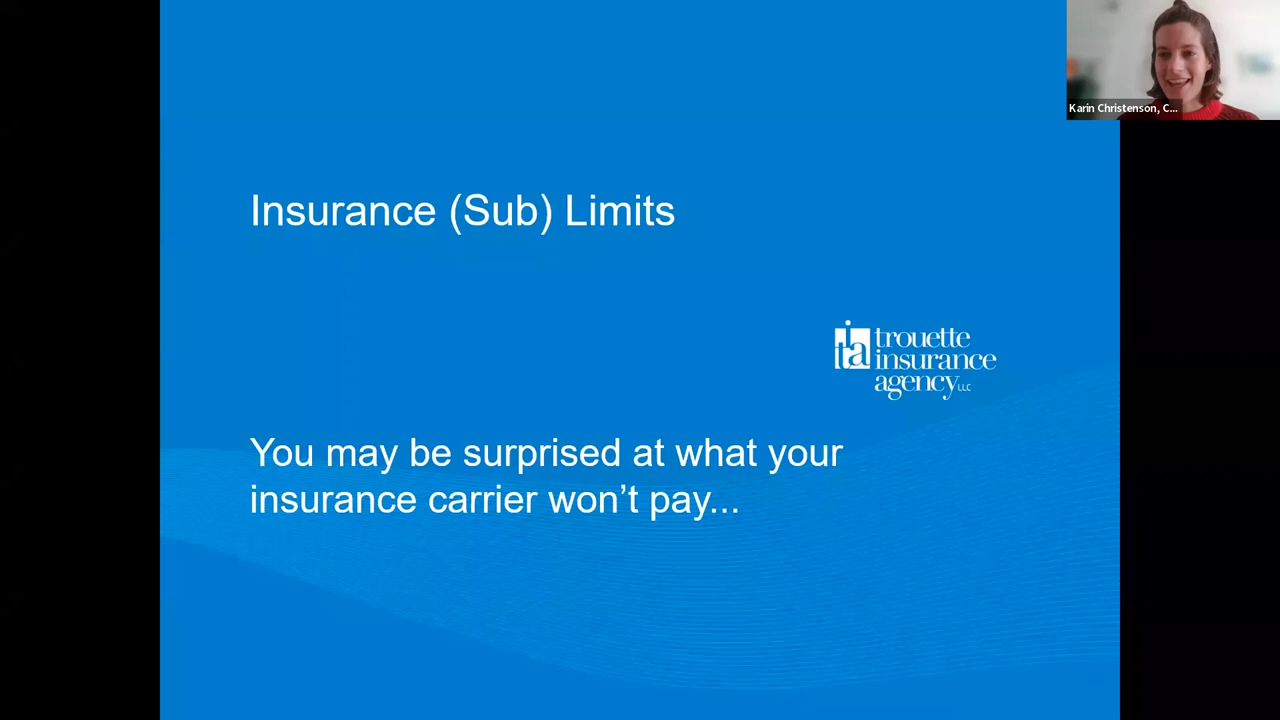 Karin Christenson, C...
Insurance (Sub) Limits
ita
trouette
insurance
agency LLC
You may be surprised at what your
insurance carrier won’t pay...